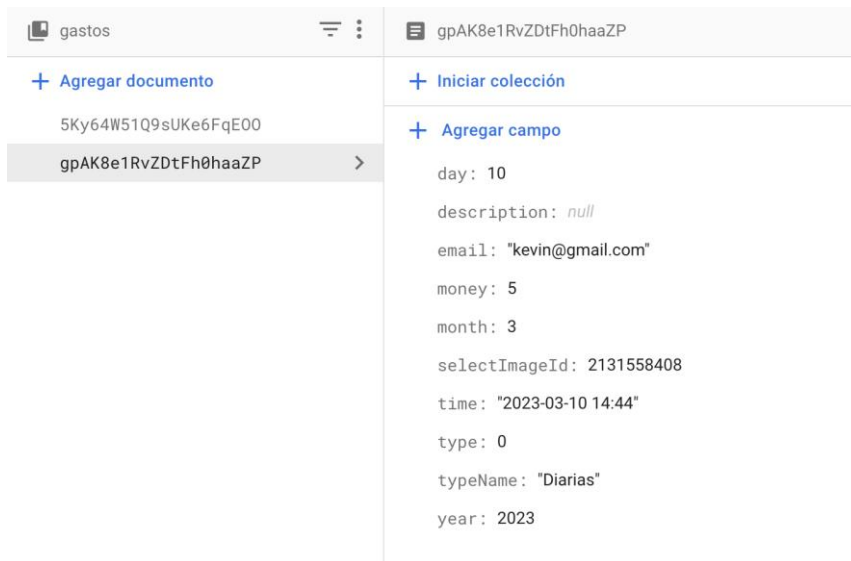 gastos
Agregar documento
5Ky64W51Q9sUKe6FqEOO
gpAK8e1RvZDtFh0haaZP
gpAK8e1RvZDtFh0haaZP
Iniciar colección
Agregar campo
day: 10
description: null
email: "kevin@gmail.com"
money: 5
month: 3
selectImageId: 2131558408
time: "2023-03-10 14:44"
type: 0
typeName: "Diarias"
year: 2023